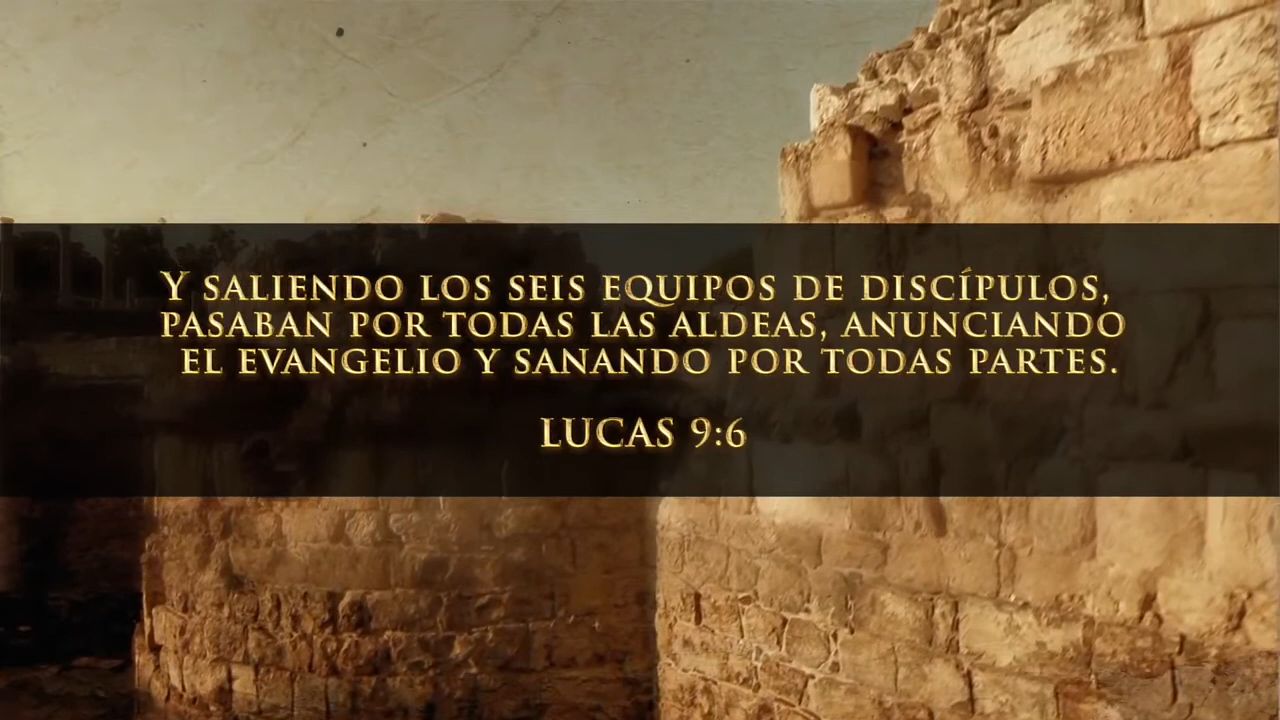 Y SALIENDO LOS SEIS EQUIPOS DE DISCÍPULOS,
PASABAN POR TODAS LAS ALDEAS, ANUNCIANDO
EL EVANGELIO Y SANANDO POR TODAS PARTES.
LUCAS 9:6